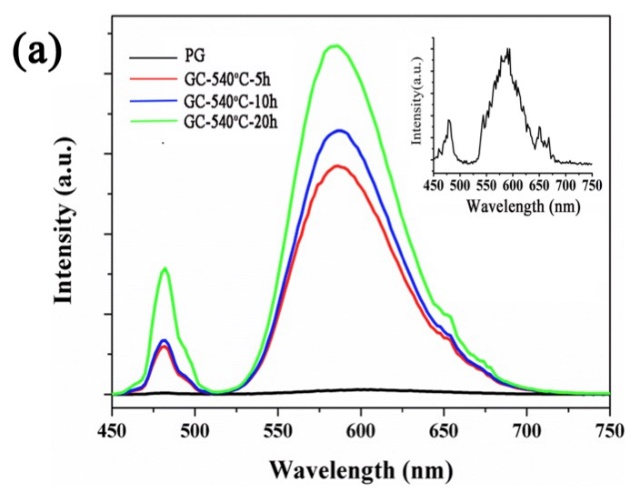 (a)
PG
GC-540°C-5h
GC-540°C-10h
GC-540°C-20h
Intensity (a.u.)
450 500 550 600 650 700 750
Wavelength (nm)
Intensity(a.u.)
450 500 550 600 650 700 750
Wavelength (nm)